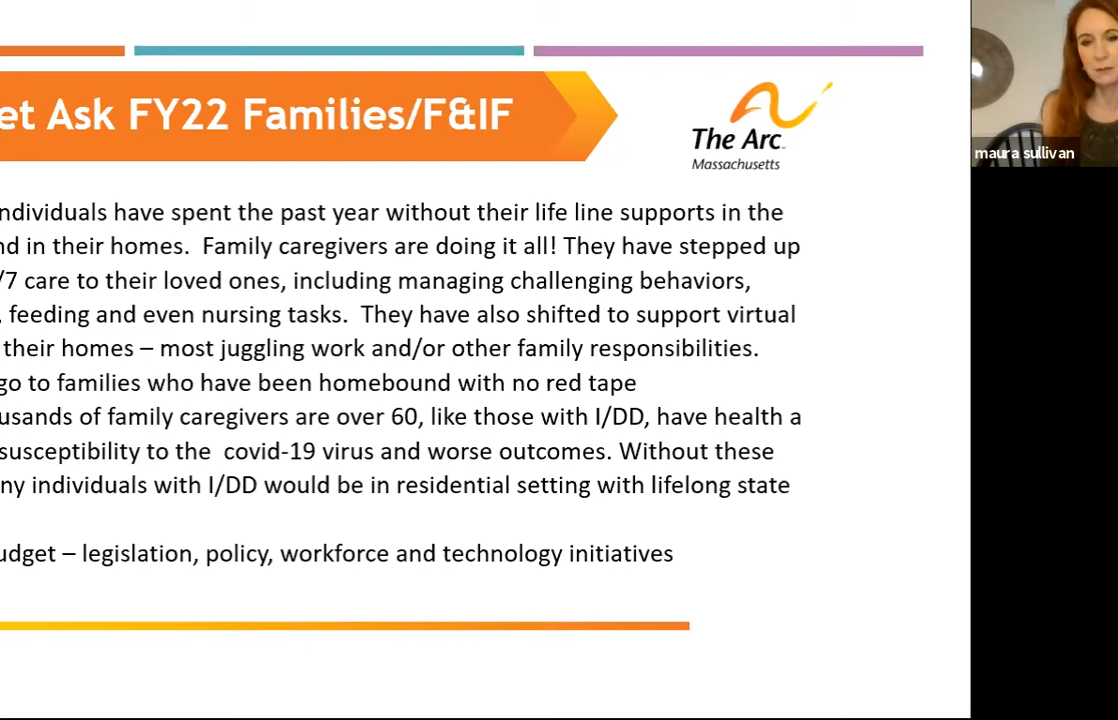 et Ask FY22 Families/F&IF
The Arc
Massachusetts
maura sullivan
ndividuals have spent the past year without their life line supports in the
nd in their homes. Family caregivers are doing it all! They have stepped up
/7 care to their loved ones, including managing challenging behaviors,
, feeding and even nursing tasks. They have also shifted to support virtual
their homes – most juggling work and/or other family responsibilities.
go to families who have been homebound with no red tape
usands of family caregivers are over 60, like those with I/DD, have health a
susceptibility to the covid-19 virus and worse outcomes. Without these
ny individuals with I/DD would be in residential setting with lifelong state
udget – legislation, policy, workforce and technology initiatives